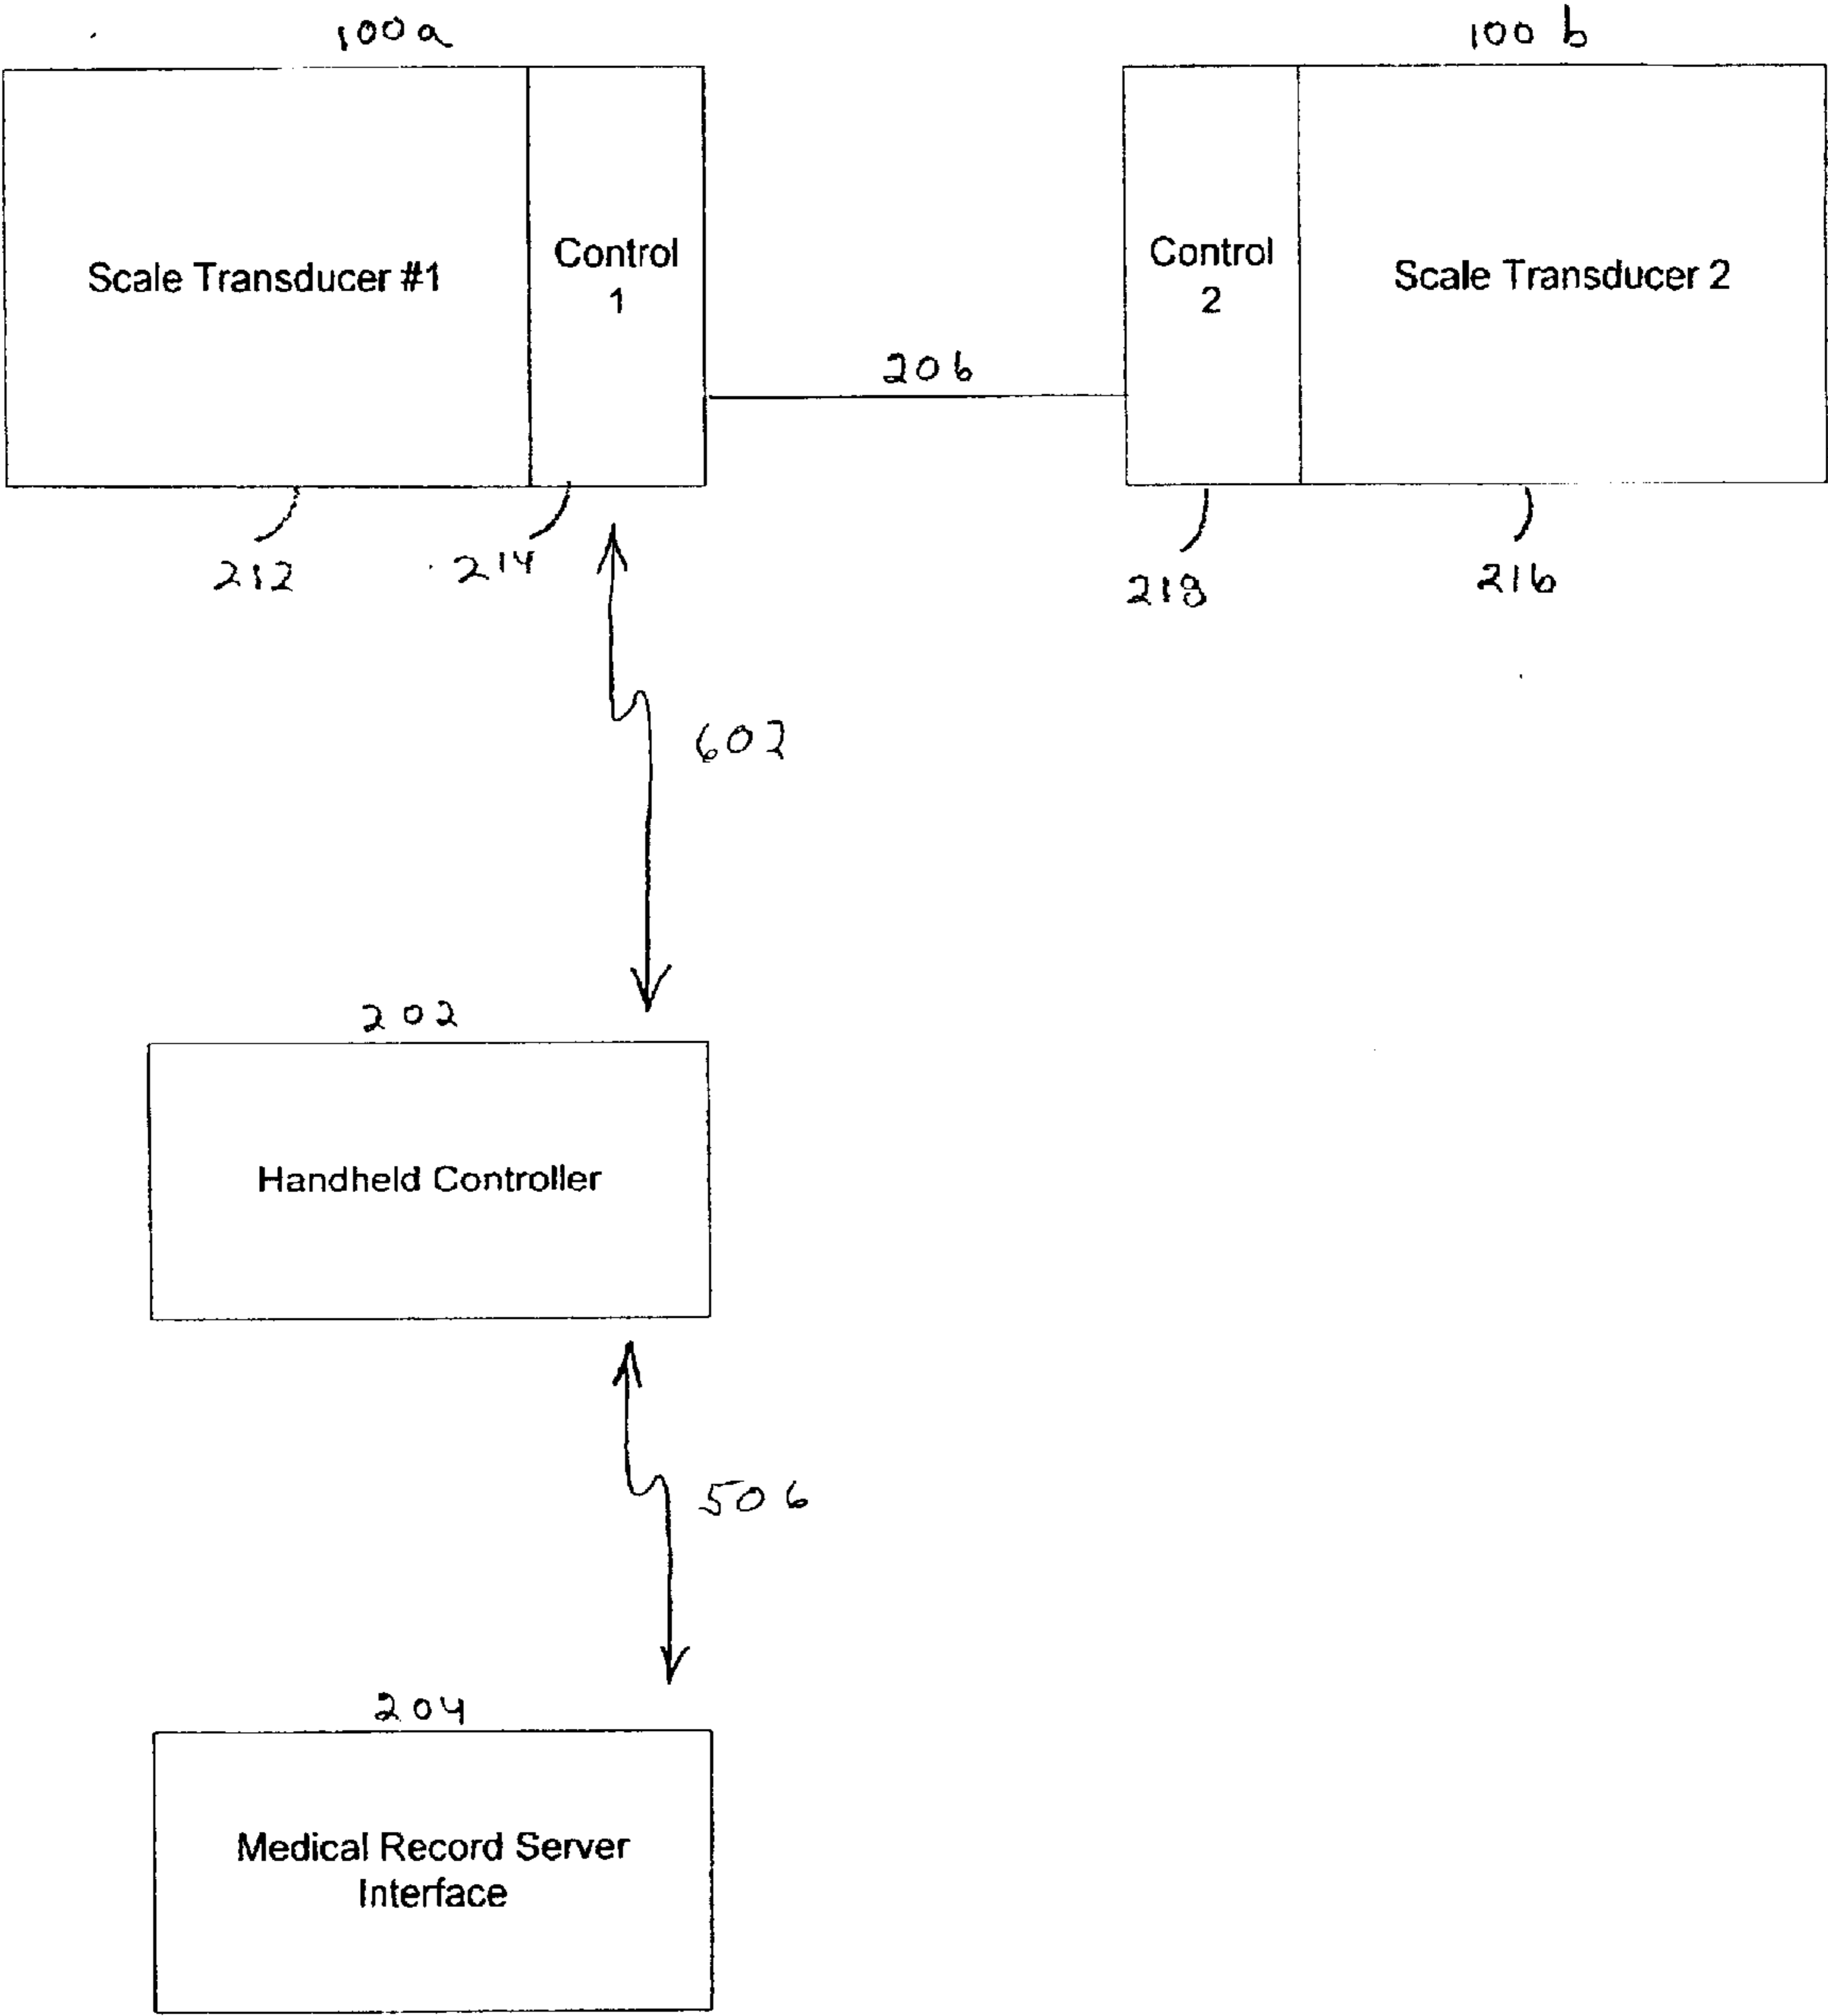 100a
100 b
Scale Transducer #1
Control
1
Control
2
Scale Transducer 2
206
212
214
218
216
602
202
Handheld Controller
506
204
Medical Record Server
Interface